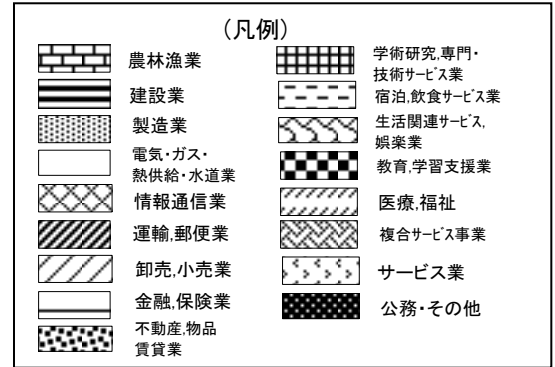 (凡例)
農林漁業
建設業
製造業
電気・ガス・
熱供給・水道業
情報通信業
運輸,郵便業
卸売,小売業
金融,保険業
不動産,物品
賃貸業
学術研究,専門・
技術サービス業
宿泊,飲食サービス業
生活関連サービス,
娯楽業
教育,学習支援業
医療,福祉
複合サービス事業
サービス業
公務・その他